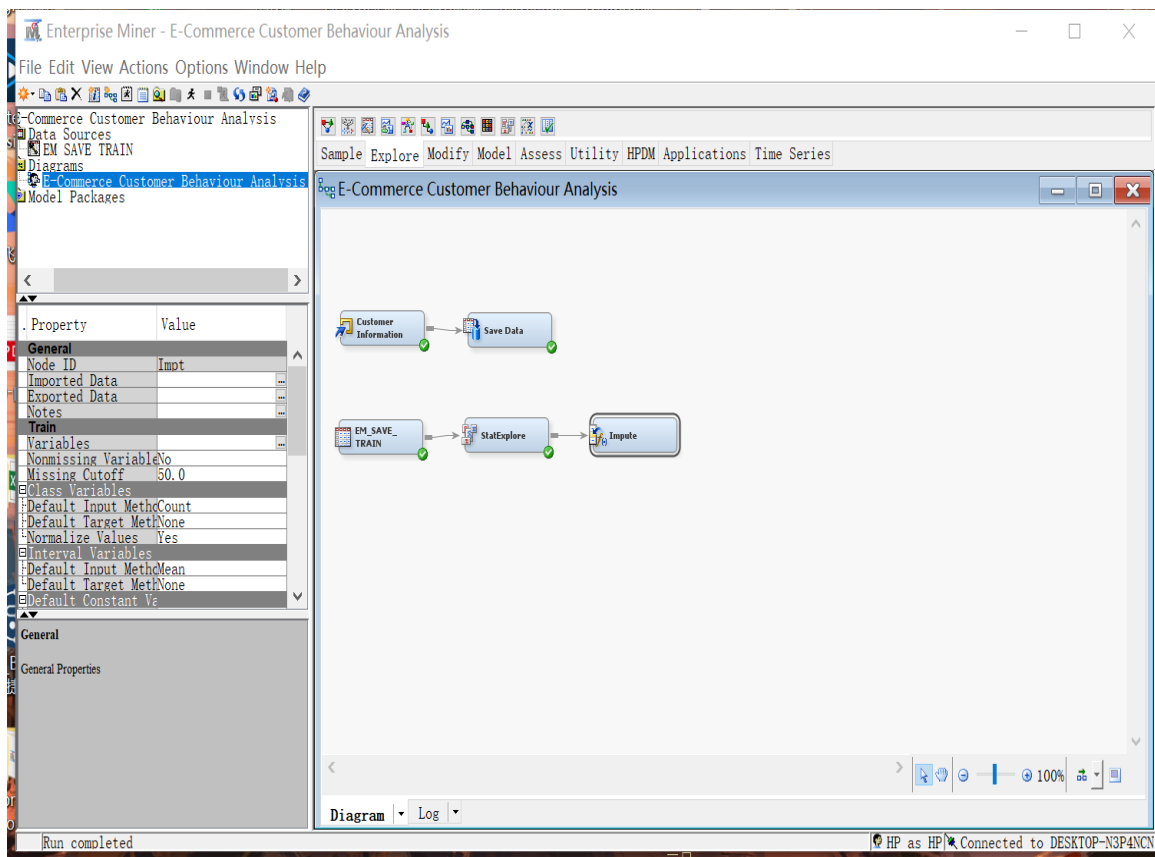 Enterprise Miner - E-Commerce Customer Behaviour Analysis
File Edit View Actions Options Window Help
-Commerce Customer Behaviour Analysis
Data Sources
EM SAVE TRAIN
Diagrams
E-Commerce Customer Behaviour Analysis
Model Packages
. Property Value
General
Node ID Impt
Imported Data ...
Exported Data ...
Notes ...
Train
Variables ...
Nonmissing Variable No
Missing Cutoff 50.0
Class Variables
Default Input Metho Count
Default Target Meth None
Normalize Values Yes
Interval Variables
Default Input Metho Mean
Default Target Meth None
Default Constant Va
General
General Properties
Sample Explore Modify Model Assess Utility HPDM Applications Time Series
E-Commerce Customer Behaviour Analysis
Customer
Information
Save Data
EM_SAVE_
TRAIN
StatExplore
Impute
100%
Diagram Log
Run completed
HP as HP Connected to DESKTOP-N3P4NCN